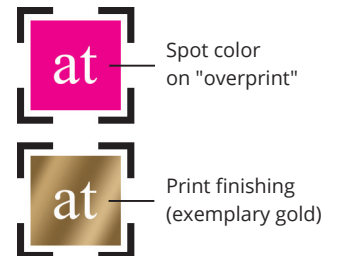 at
Spot color
on "overprint"
at
Print finishing
(exemplary gold)